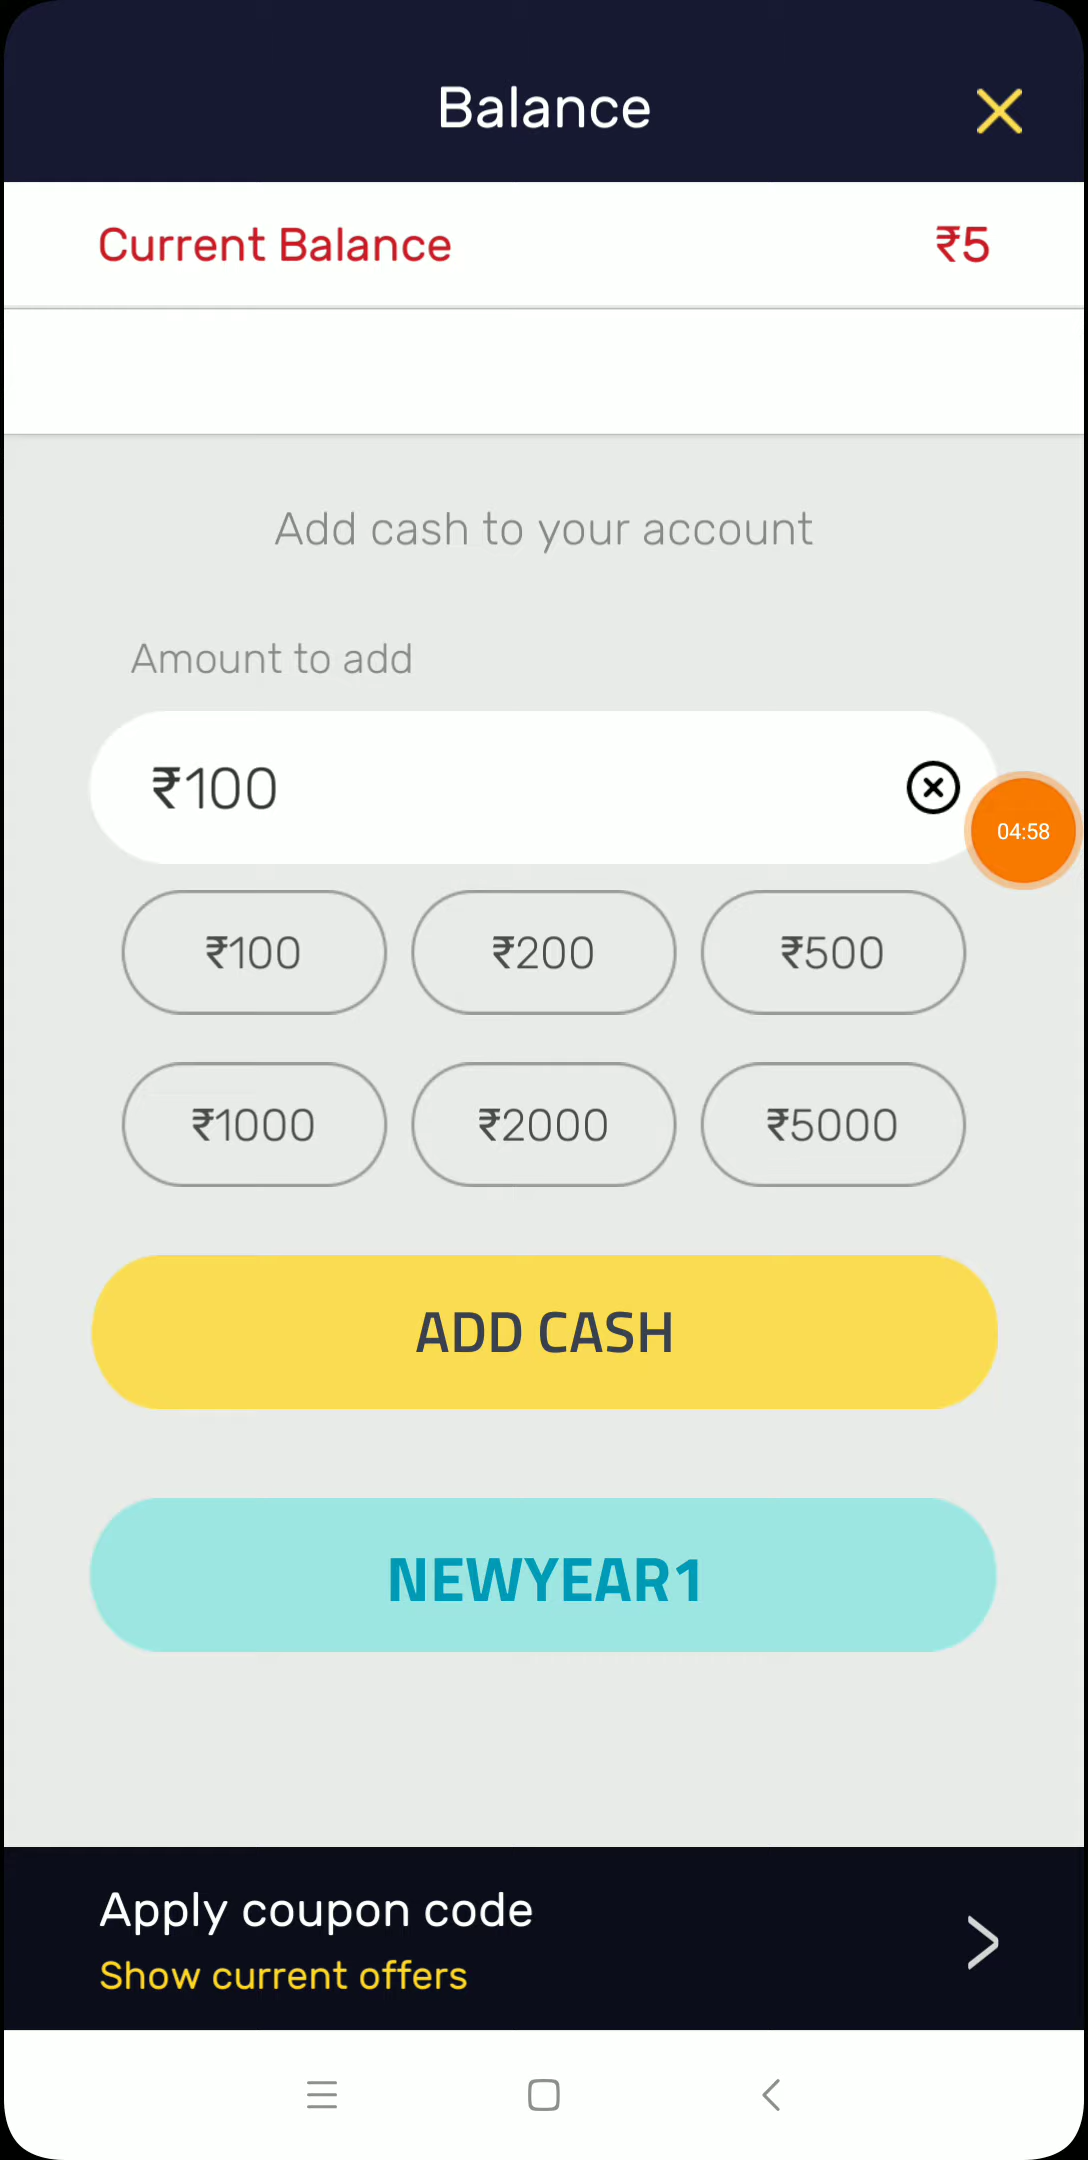 Balance
Current Balance ₹5
Add cash to your account
Amount to add
₹100
04:58
₹100 ₹200 ₹500
₹1000 ₹2000 ₹5000
ADD CASH
NEWYEAR1
Apply coupon code
Show current offers